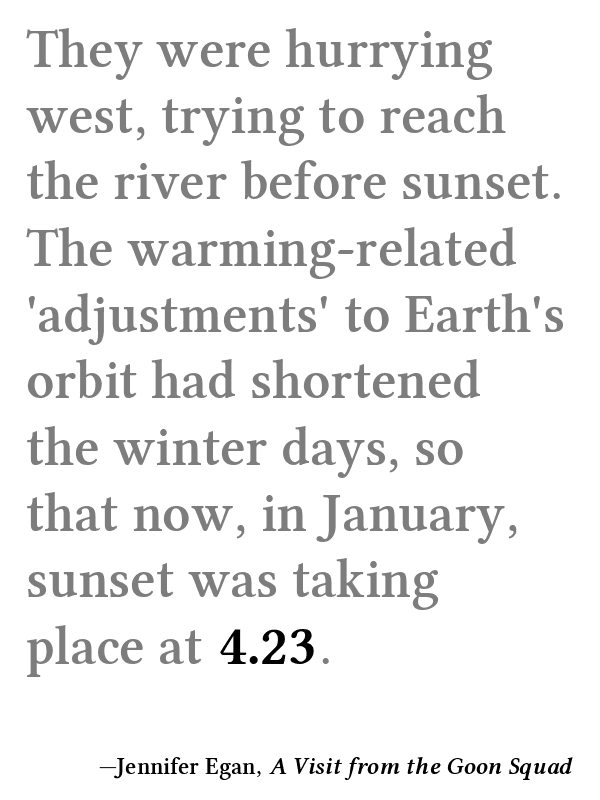 They were hurrying
west, trying to reach
the river before sunset.
The warming-related
'adjustments' to Earth's
orbit had shortened
the winter days, so
that now, in January,
sunset was taking
place at 4.23.
—Jennifer Egan, A Visit from the Goon Squad